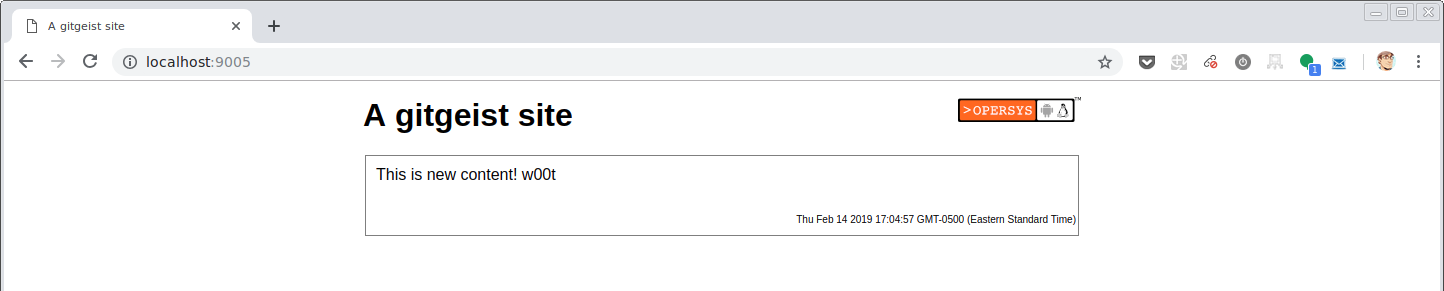 A gitgeist site
localhost:9005
1
A gitgeist site
>OPERSYS
™
This is new content! w00t
Thu Feb 14 2019 17:04:57 GMT-0500 (Eastern Standard Time)